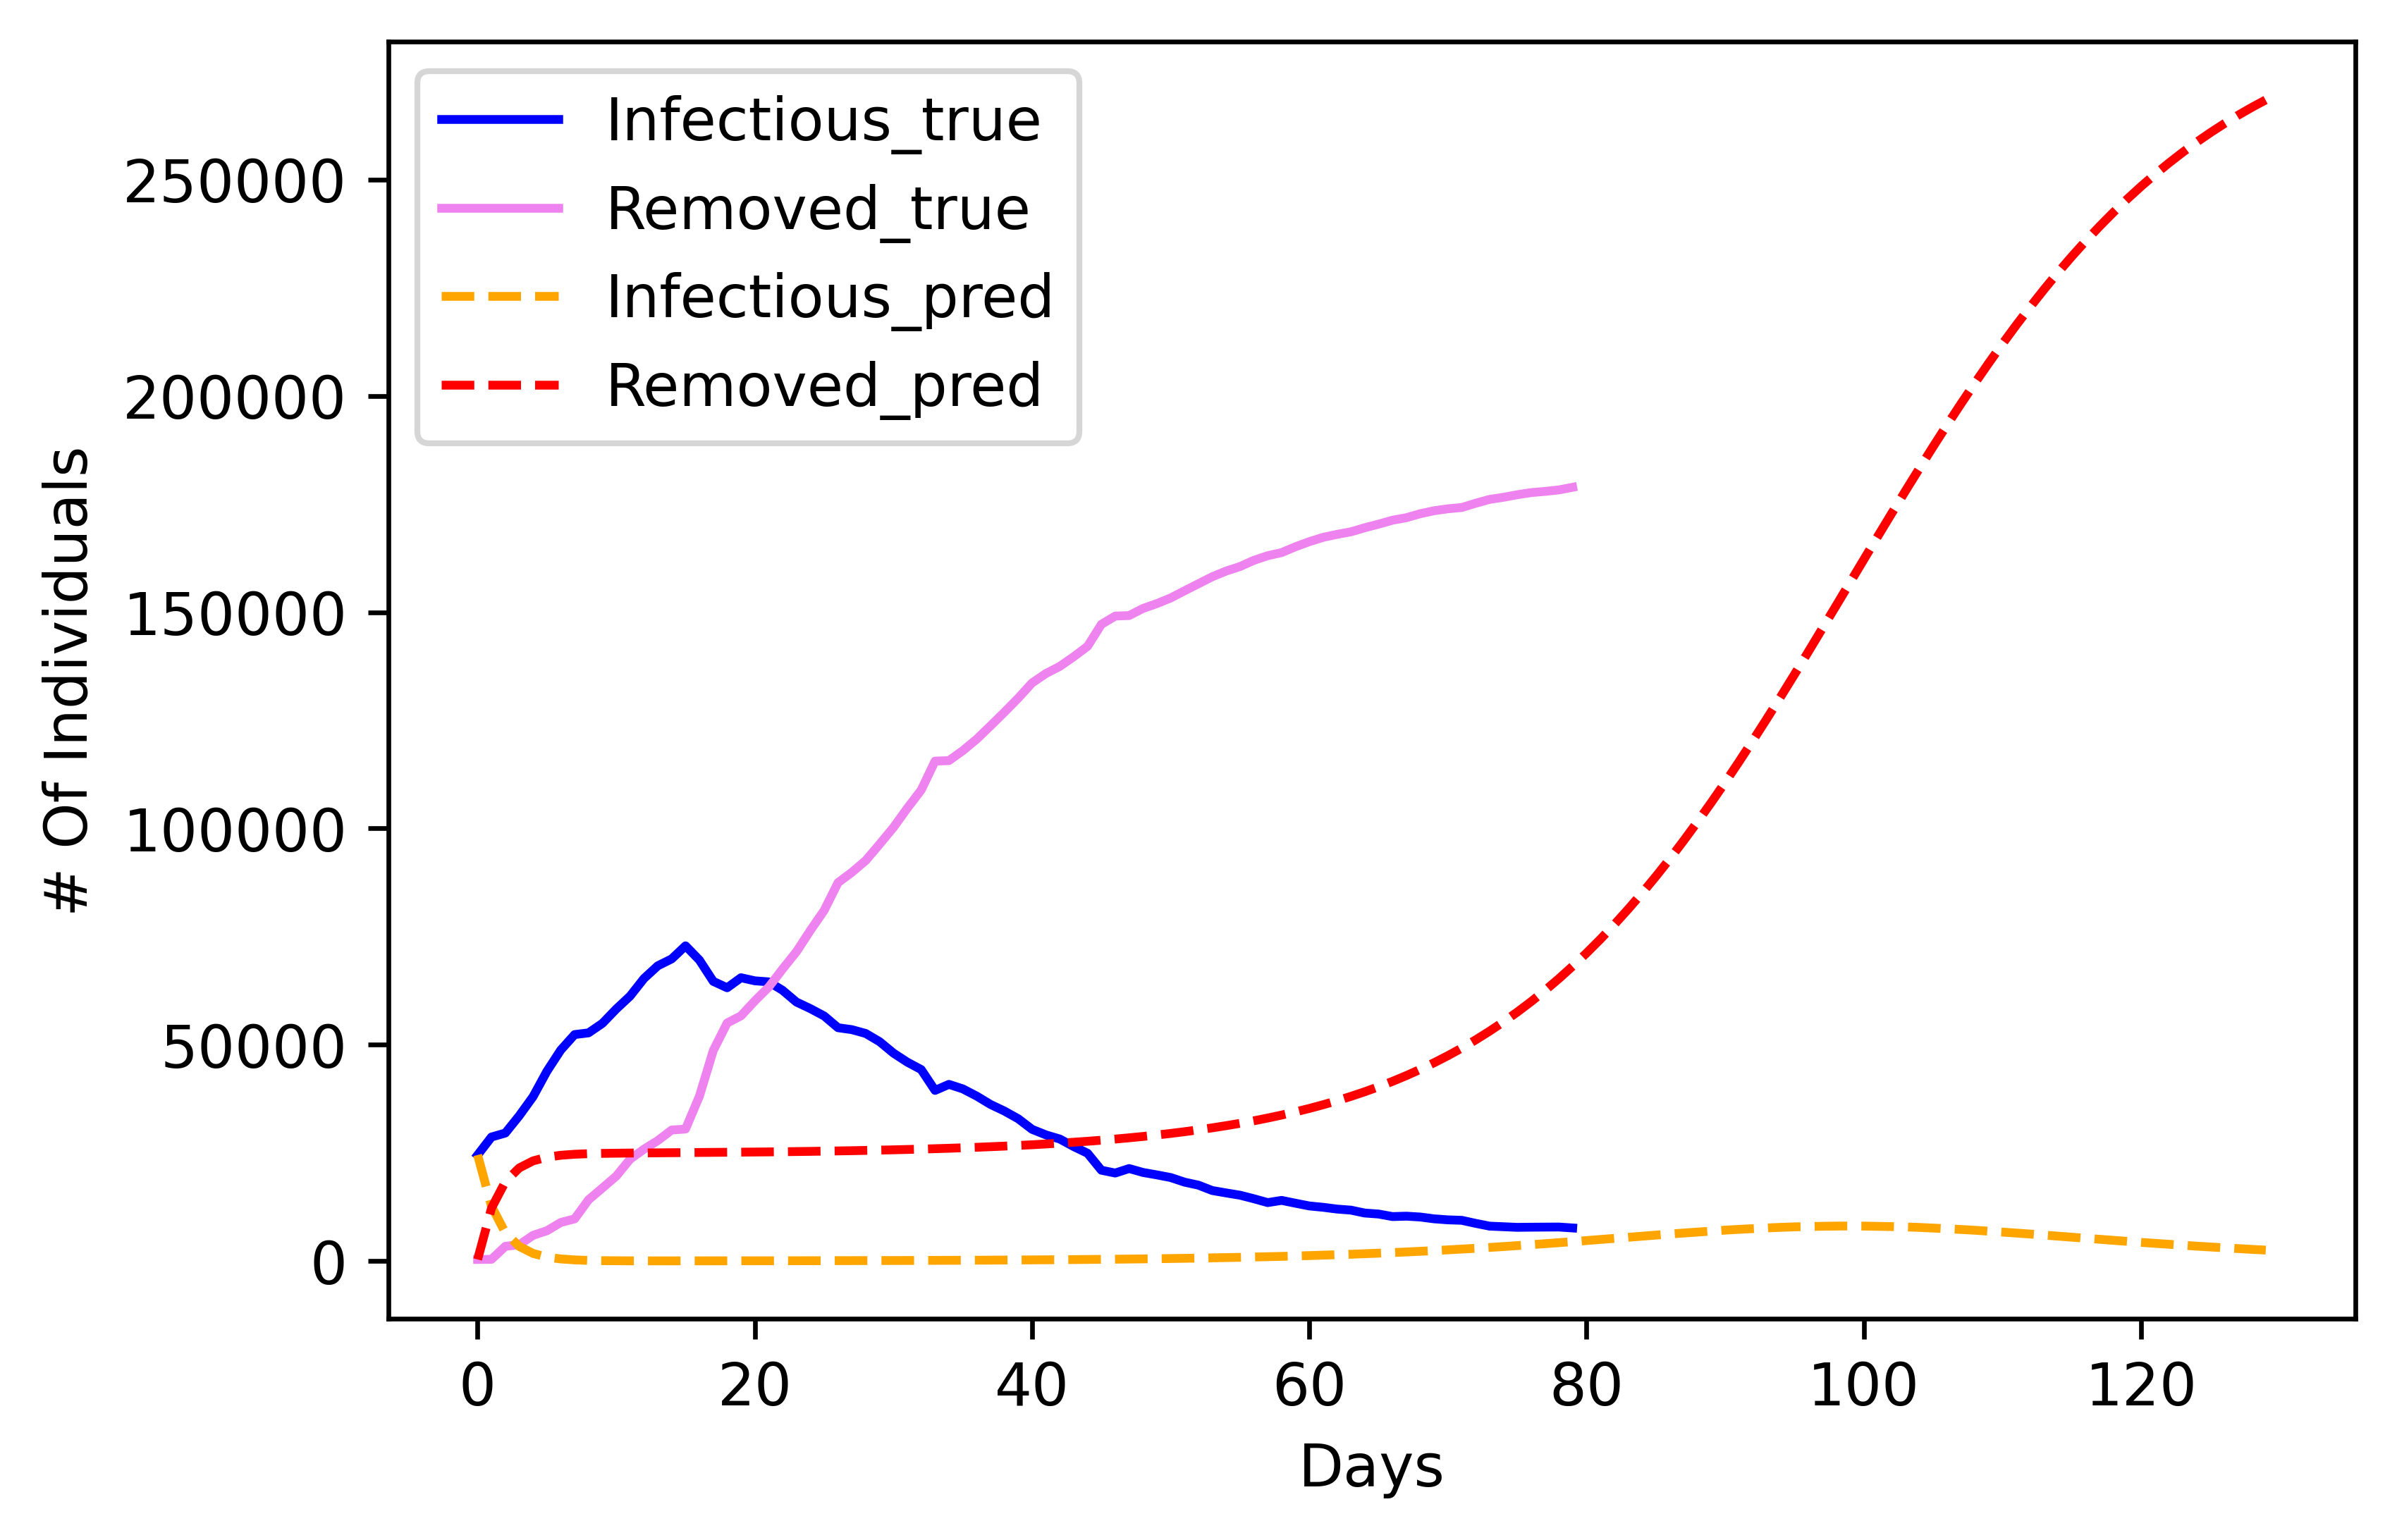 Infectious_true
Removed_true
Infectious_pred
Removed_pred
250000
200000
150000
100000
50000
0
# Of Individuals
0 20 40 60 80 100 120
Days